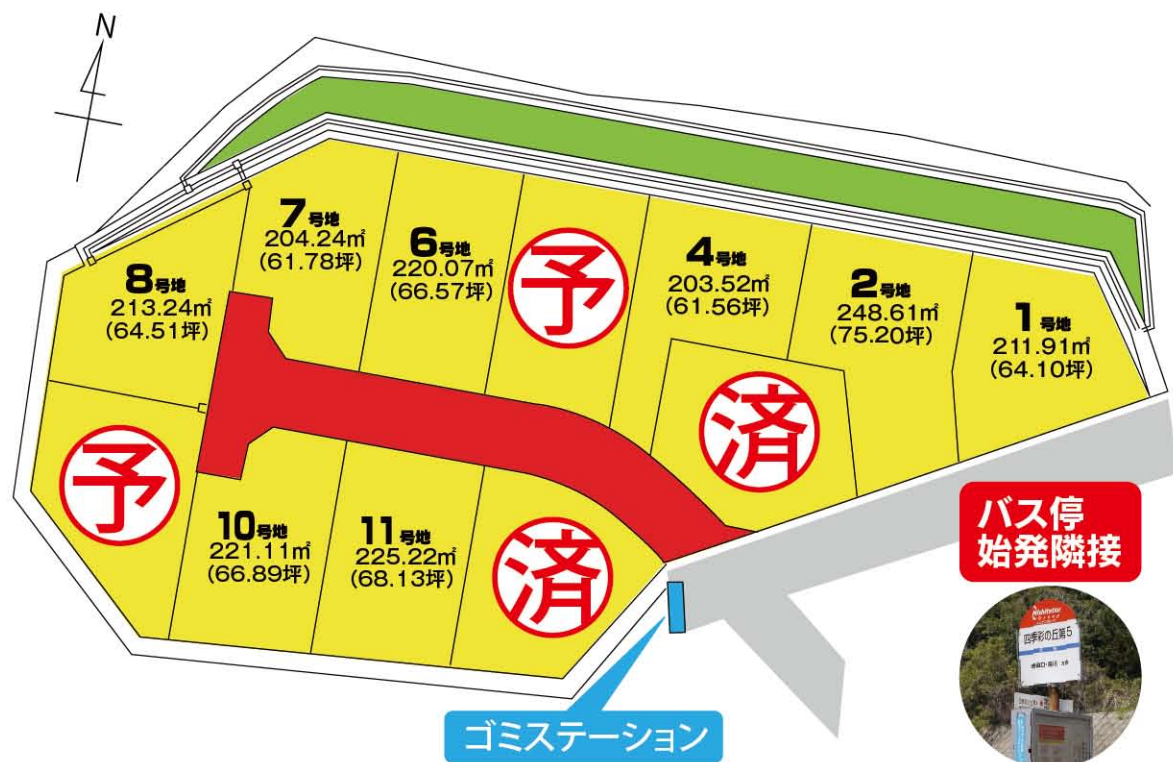 N
7号地
204.24㎡
(61.78坪)
6号地
220.07㎡
(66.57坪)
予
4号地
203.52㎡
(61.56坪)
2号地
248.61㎡
(75.20坪)
1号地
211.91㎡
(64.10坪)
8号地
213.24㎡
(64.51坪)
済
予
10号地
221.11㎡
(66.89坪)
11号地
225.22㎡
(68.13坪)
済
バス停
始発隣接
四季彩の丘第5
ゴミステーション